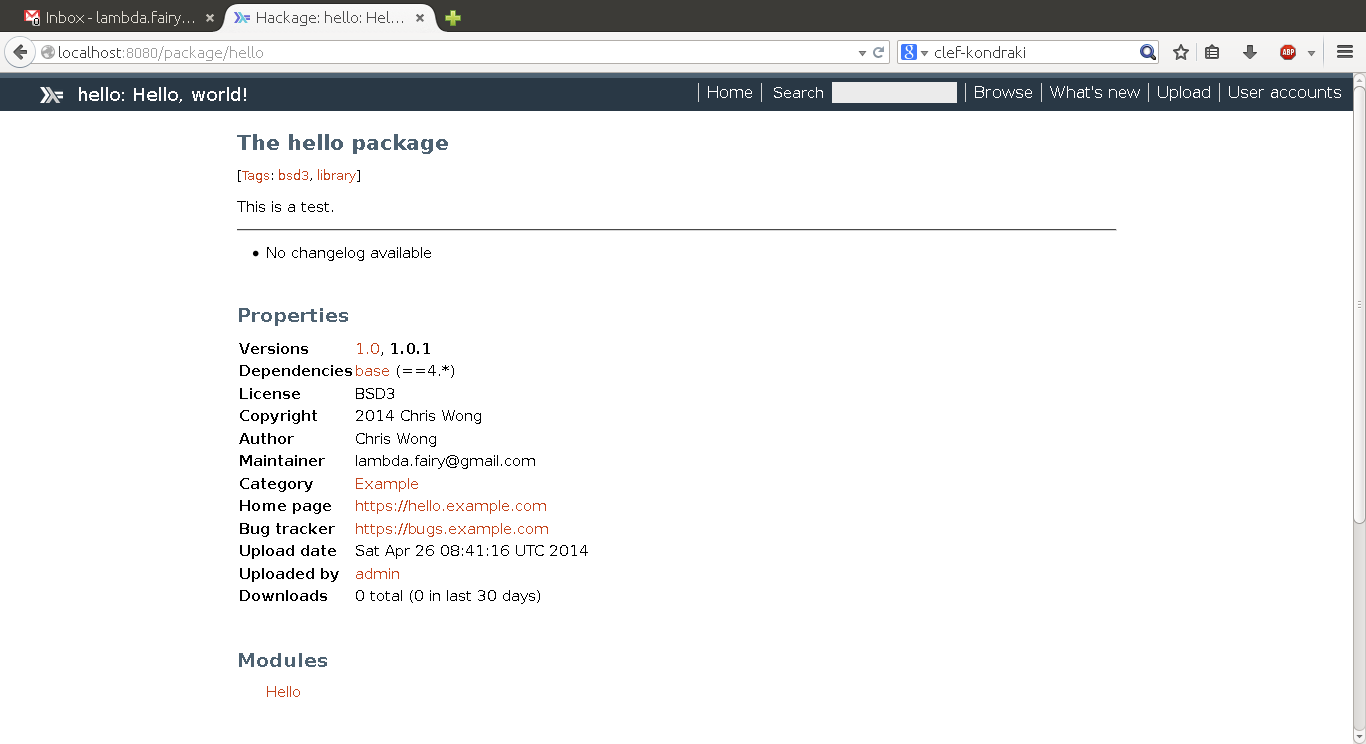 Inbox - lambda.fairy... Hackage: hello: Hel...
localhost:8080/package/hello clef-kondraki ABP
hello: Hello, world! Home Search Browse What's new Upload User accounts
The hello package
[Tags: bsd3, library]
This is a test.
• No changelog available
Properties
Versions 1.0, 1.0.1
Dependencies base (==4.*)
License BSD3
Copyright 2014 Chris Wong
Author Chris Wong
Maintainer lambda.fairy@gmail.com
Category Example
Home page https://hello.example.com
Bug tracker https://bugs.example.com
Upload date Sat Apr 26 08:41:16 UTC 2014
Uploaded by admin
Downloads 0 total (0 in last 30 days)
Modules
Hello